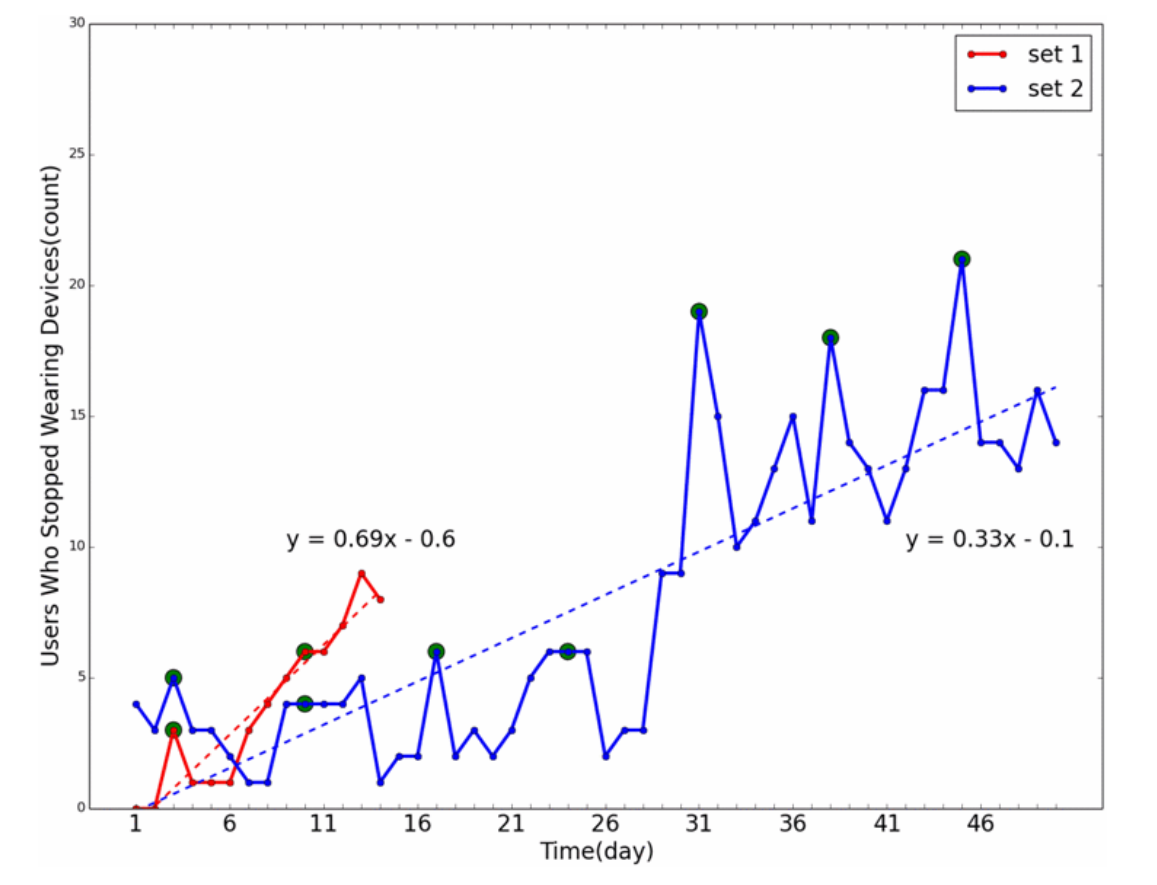 30
set 1
set 2
25
20
15
10
5
0
y = 0.69x - 0.6
y = 0.33x - 0.1
Users Who Stopped Wearing Devices(count)
1 6 11 16 21 26 31 36 41 46
Time(day)